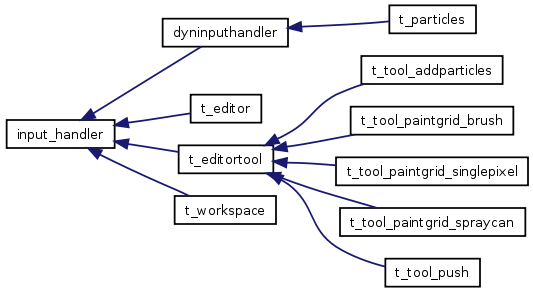 t_particles
dyninputhandler
t_tool_addparticles
t_editor
t_tool_paintgrid_brush
input_handler
t_editortool
t_tool_paintgrid_singlepixel
t_workspace
t_tool_paintgrid_spraycan
t_tool_push